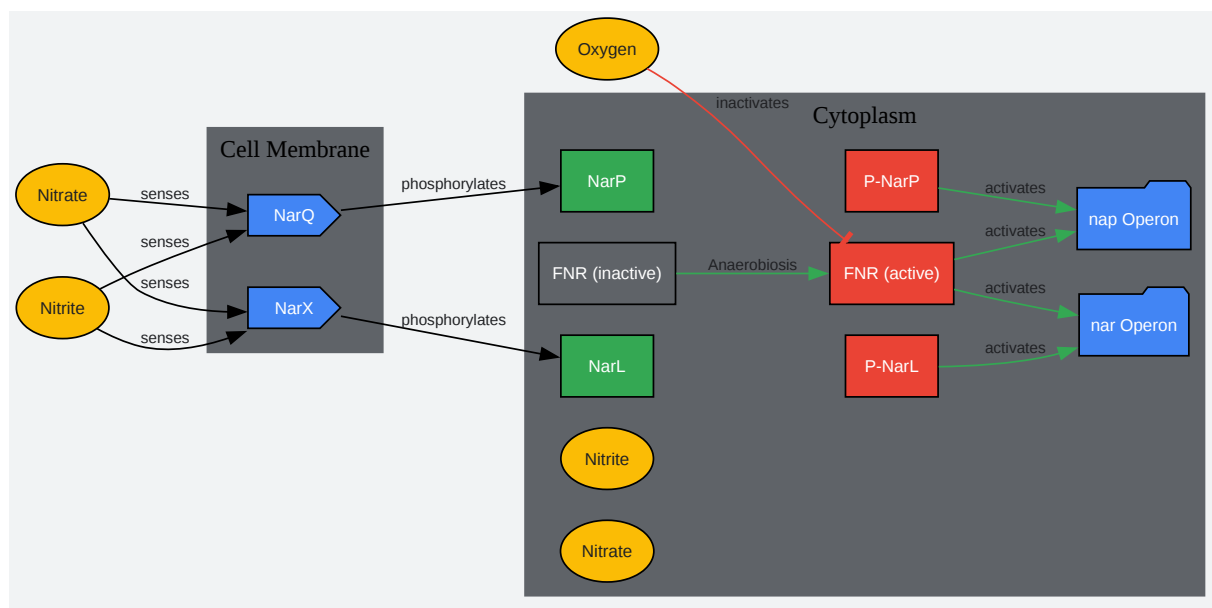 Oxygen
inactivates
Cytoplasm
Cell Membrane
Nitrate
senses
NarQ
phosphorylates
NarP
P-NarP
activates
nap Operon
senses
activates
Nitrite
senses
NarX
FNR (inactive)
Anaerobiosis
FNR (active)
activates
nar Operon
senses
phosphorylates
NarL
P-NarL
activates
Nitrite
Nitrate